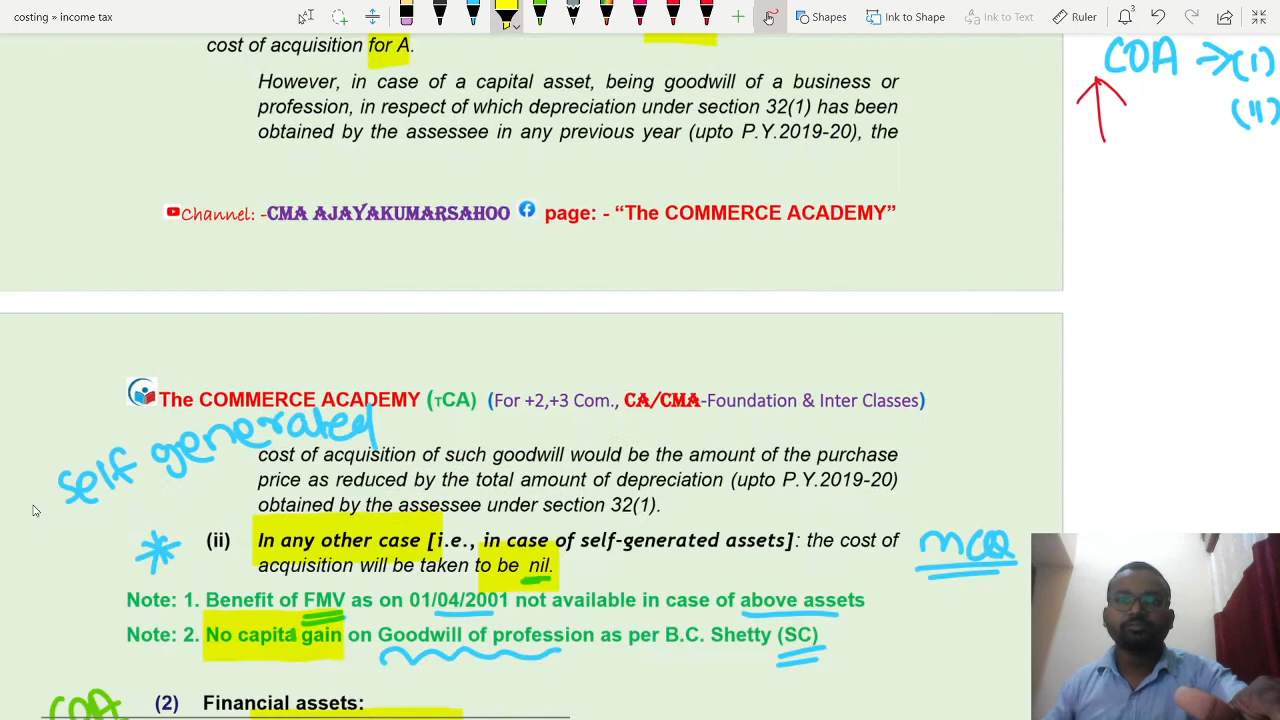 costing » income tax
Shapes
Ink to Shape
Ink to Text
Ruler
cost of acquisition for A.
COA → (i)
(ii)
However, in case of a capital asset, being goodwill of a business or
profession, in respect of which depreciation under section 32(1) has been
obtained by the assessee in any previous year (upto P.Y.2019-20), the
Channel: -CMA AJAYAKUMARSAHOO page: - “The COMMERCE ACADEMY”
The COMMERCE ACADEMY (TCA) (For +2,+3 Com., CA/CMA-Foundation & Inter Classes)
self generated
cost of acquisition of such goodwill would be the amount of the purchase
price as reduced by the total amount of depreciation (upto P.Y.2019-20)
obtained by the assessee under section 32(1).
(ii) In any other case [i.e., in case of self-generated assets]: the cost of
acquisition will be taken to be nil.
MCQ
Note: 1. Benefit of FMV as on 01/04/2001 not available in case of above assets
Note: 2. No capital gain on Goodwill of profession as per B.C. Shetty (SC)
COA
(2) Financial assets: